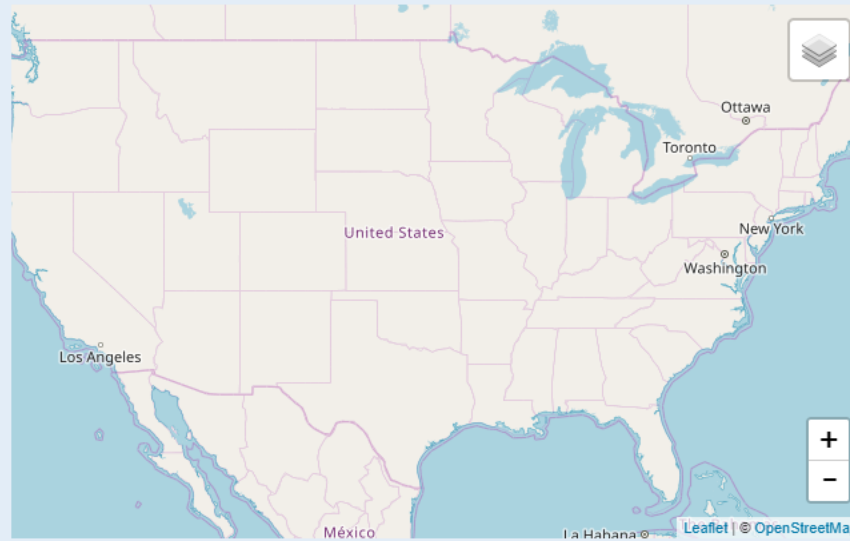 Ottawa
Toronto
New York
United States
Washington
Los Angeles
+
−
México
La Habana
Leaflet | © OpenStreetMa